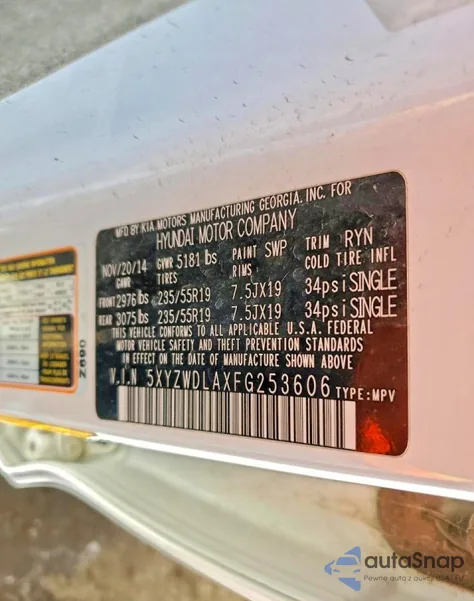 MFD BY KIA MOTORS MANUFACTURING GEORGIA, INC. FOR
HYUNDAI MOTOR COMPANY
NOV/20/14 GVWR 5181 lbs PAINT SWP TRIM RYN
GAWR TIRES RIMS COLD TIRE INFL
FRONT 2976 lbs 235/55R19 7.5JX19 34psi SINGLE
REAR 3075 lbs 235/55R19 7.5JX19 34psi SINGLE
THIS VEHICLE CONFORMS TO ALL APPLICABLE U.S.A. FEDERAL
MOTOR VEHICLE SAFETY AND THEFT PREVENTION STANDARDS
IN EFFECT ON THE DATE OF MANUFACTURE SHOWN ABOVE
V.I.N 5XYZWDLAXFG253606 TYPE:MPV
Z690
autoSnap